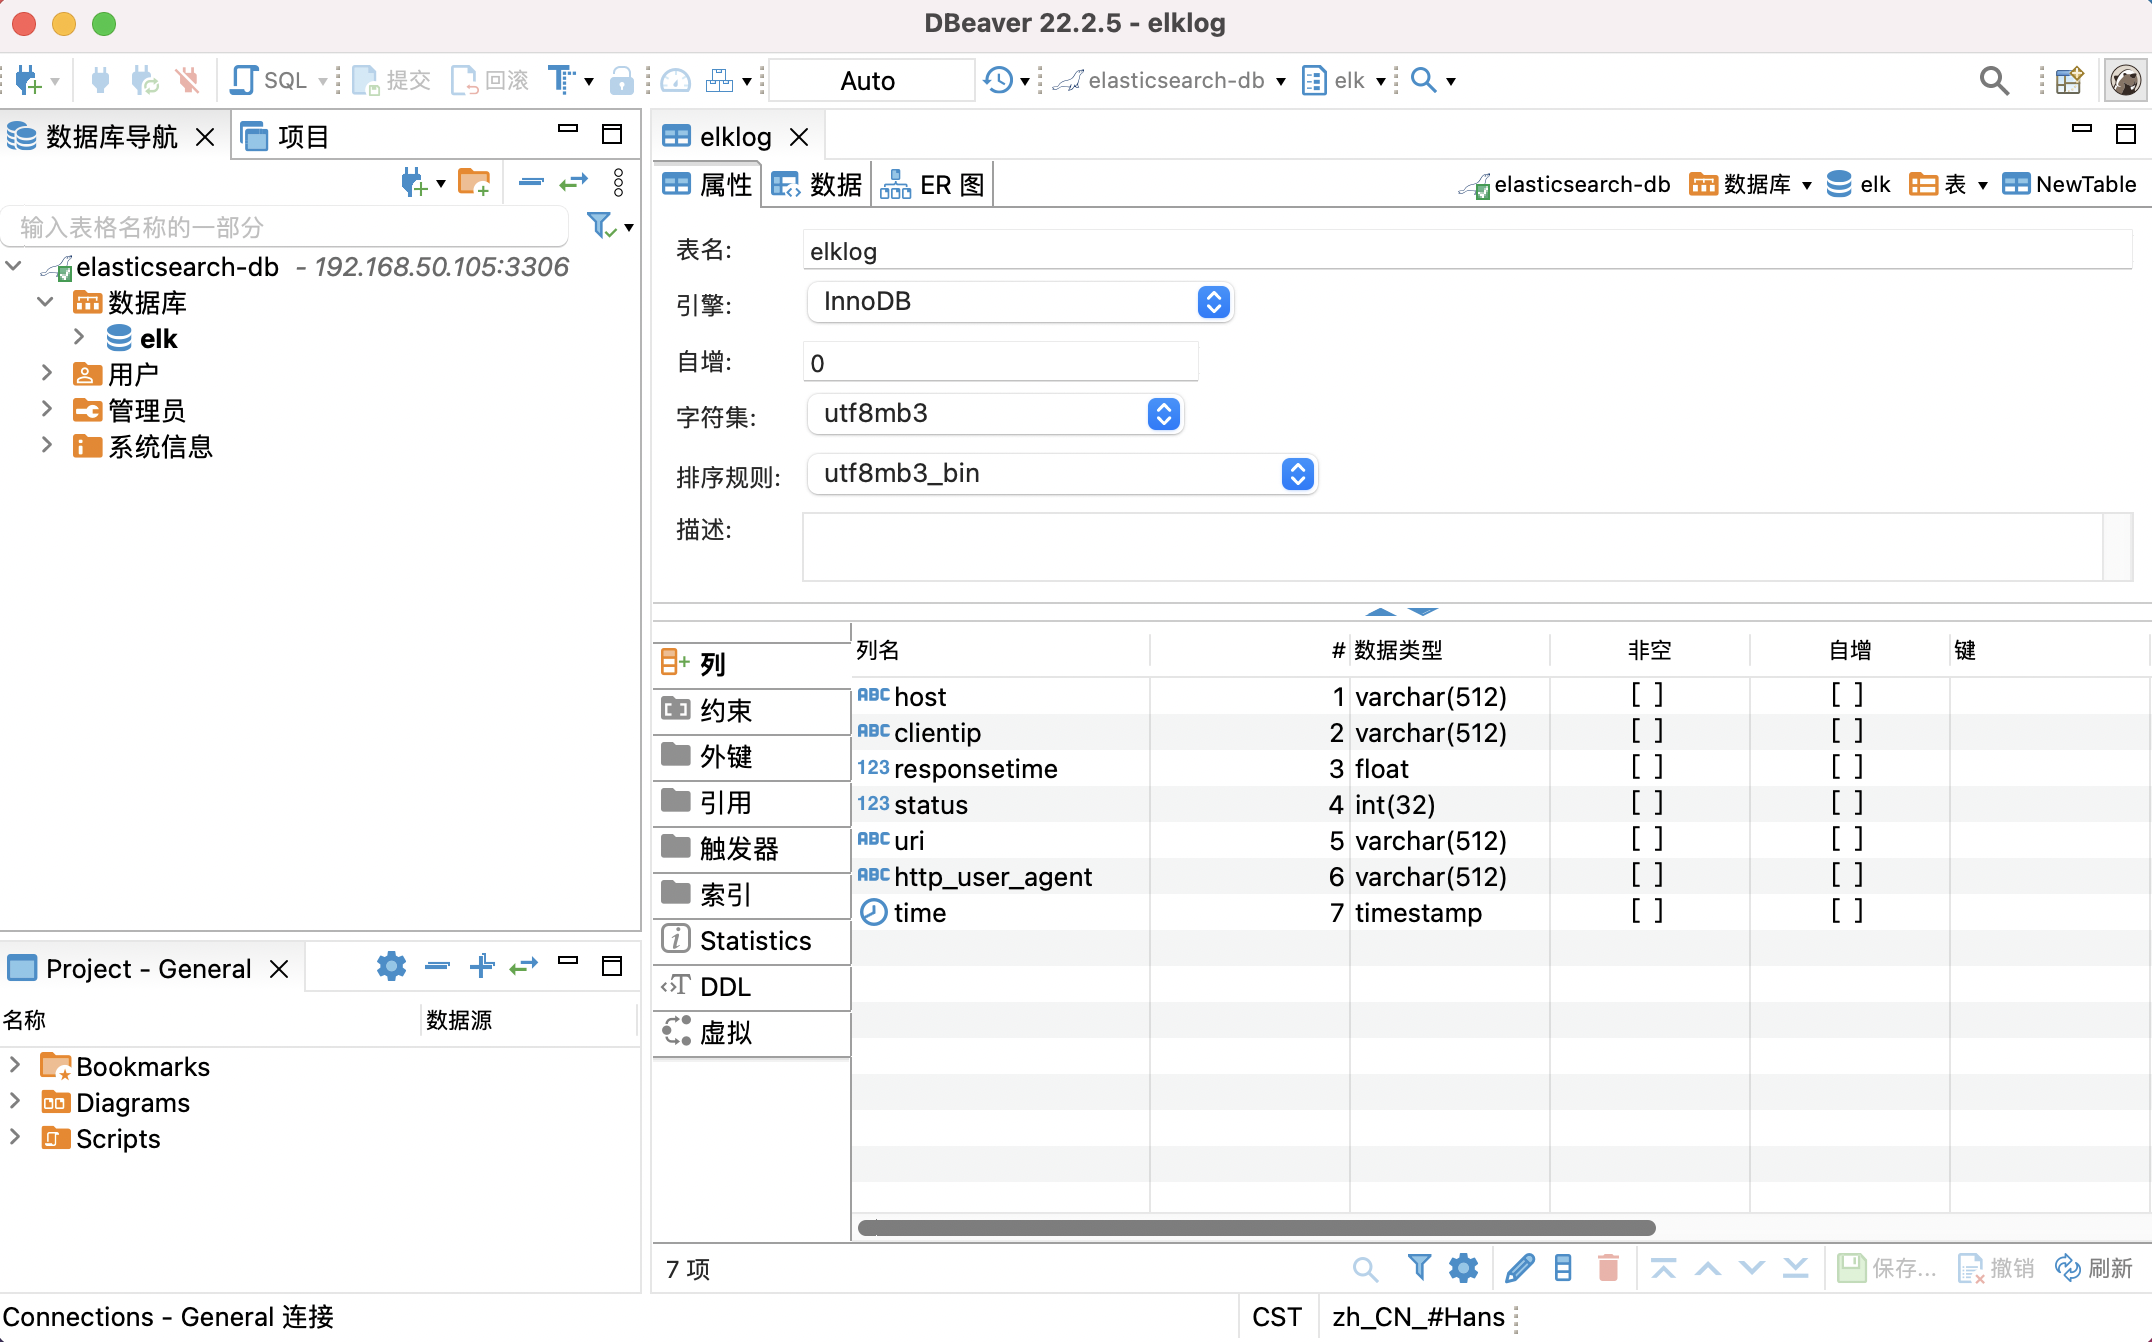 DBeaver 22.2.5 - elklog
SQL 提交 回滚 Auto elasticsearch-db elk
数据库导航 项目
输入表格名称的一部分
elasticsearch-db - 192.168.50.105:3306
数据库
elk
用户
管理员
系统信息
Project - General
名称 数据源
Bookmarks
Diagrams
Scripts
elklog
属性 数据 ER 图 elasticsearch-db 数据库 elk 表 NewTable
表名: elklog
引擎: InnoDB
自增: 0
字符集: utf8mb3
排序规则: utf8mb3_bin
描述:
列
约束
外键
引用
触发器
索引
Statistics
DDL
虚拟
列名 # 数据类型 非空 自增 键
ABC host 1 varchar(512) [ ] [ ]
ABC clientip 2 varchar(512) [ ] [ ]
123 responsetime 3 float [ ] [ ]
123 status 4 int(32) [ ] [ ]
ABC uri 5 varchar(512) [ ] [ ]
ABC http_user_agent 6 varchar(512) [ ] [ ]
time 7 timestamp [ ] [ ]
7 项 保存... 撤销 刷新
Connections - General 连接 CST zh_CN_#Hans